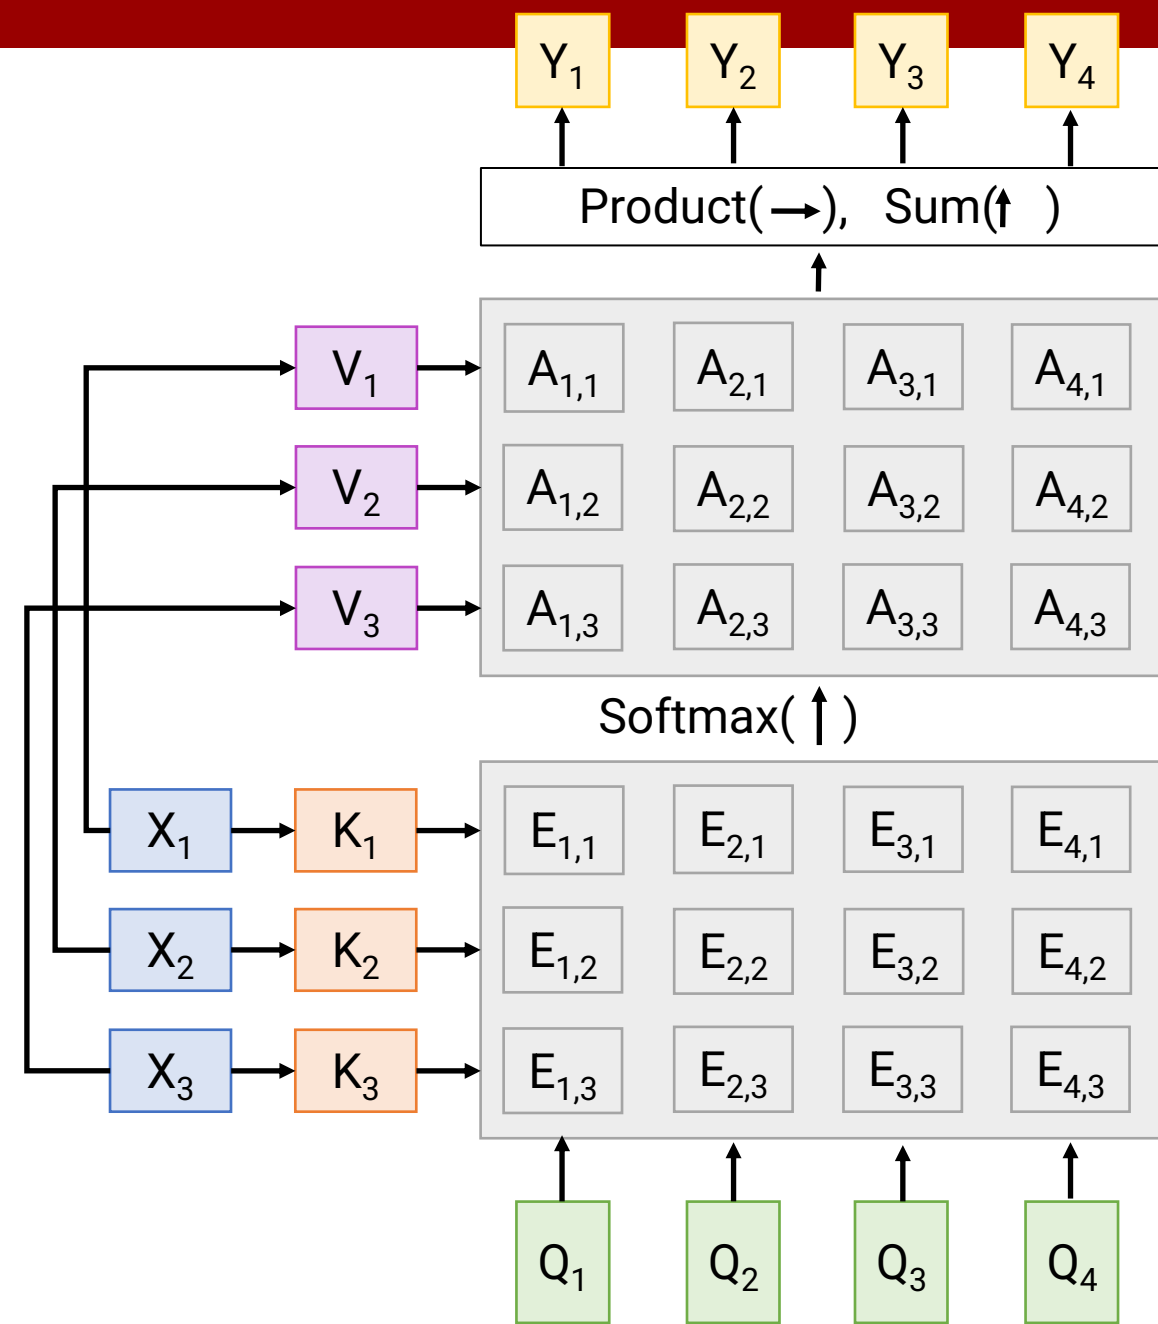 Y1 Y2 Y3 Y4
Product(→), Sum(↑)
V1 A1,1 A2,1 A3,1 A4,1
V2 A1,2 A2,2 A3,2 A4,2
V3 A1,3 A2,3 A3,3 A4,3
Softmax(↑)
X1 K1 E1,1 E2,1 E3,1 E4,1
X2 K2 E1,2 E2,2 E3,2 E4,2
X3 K3 E1,3 E2,3 E3,3 E4,3
Q1 Q2 Q3 Q4